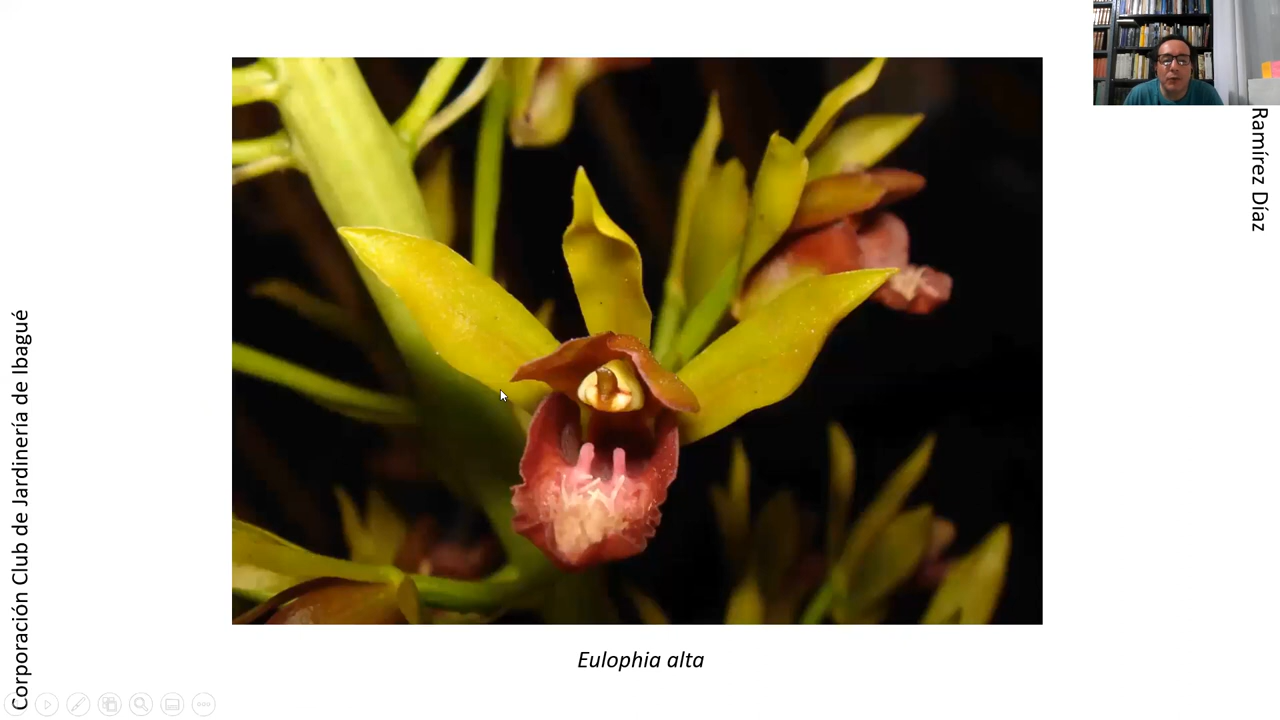 Corporación Club de Jardinería de Ibagué
Ramírez Díaz
Eulophia alta